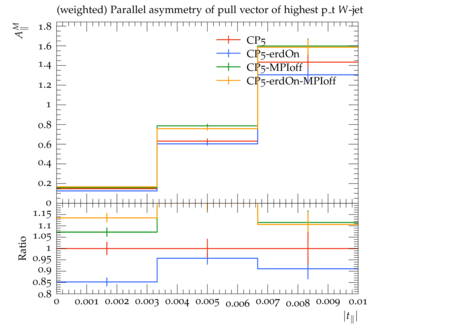 (weighted) Parallel asymmetry of pull vector of highest p_t W-jet
A^M_∥
1.8
1.6
1.4
1.2
1
0.8
0.6
0.4
0.2
0
CP5
CP5-erdOn
CP5-MPIoff
CP5-erdOn-MPIoff
Ratio
1.15
1.1
1.05
1
0.95
0.9
0.85
0.8
0 0.001 0.002 0.003 0.004 0.005 0.006 0.007 0.008 0.009 0.01
|t_∥|